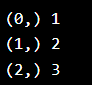 (0,) 1
(1,) 2
(2,) 3